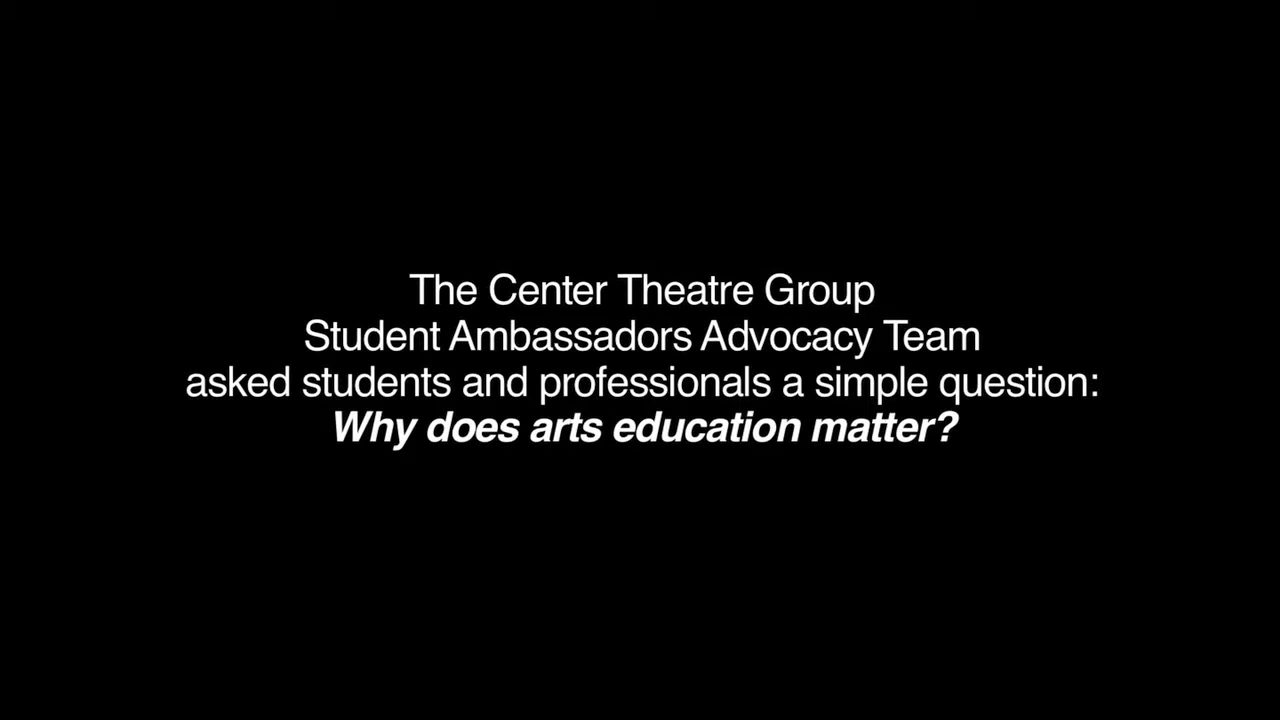 The Center Theatre Group
Student Ambassadors Advocacy Team
asked students and professionals a simple question:
Why does arts education matter?